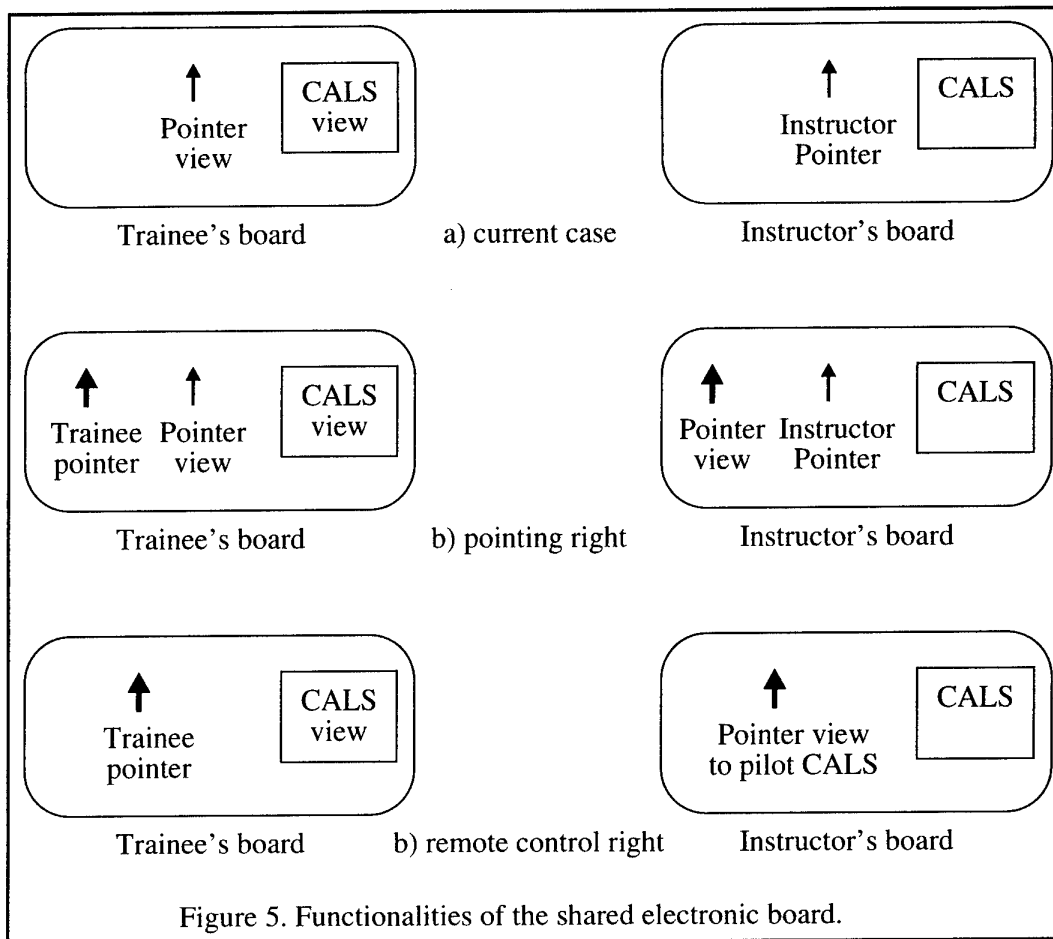 CALS
view
Pointer
view
CALS
Instructor
Pointer
Trainee's board
a) current case
Instructor's board
CALS
view
Trainee
pointer
Pointer
view
CALS
Pointer
view
Instructor
Pointer
Trainee's board
b) pointing right
Instructor's board
CALS
view
Trainee
pointer
CALS
Pointer view
to pilot CALS
Trainee's board
b) remote control right
Instructor's board
Figure 5. Functionalities of the shared electronic board.